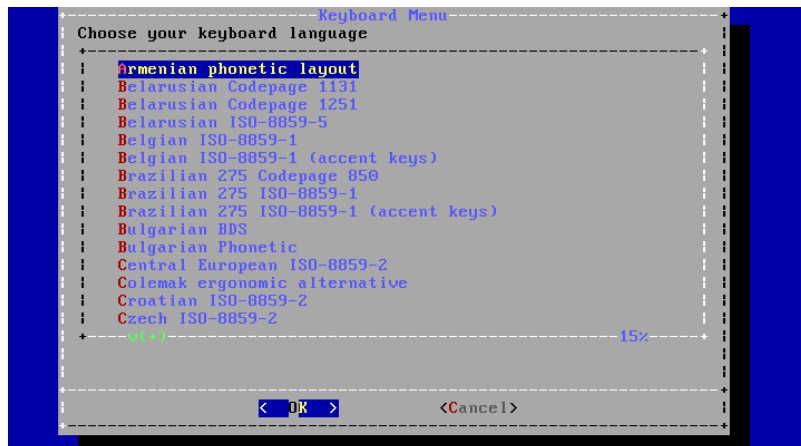 Keyboard Menu
Choose your keyboard language
Armenian phonetic layout
Belarusian Codepage 1131
Belarusian Codepage 1251
Belarusian ISO-8859-5
Belgian ISO-8859-1
Belgian ISO-8859-1 (accent keys)
Brazilian 275 Codepage 850
Brazilian 275 ISO-8859-1
Brazilian 275 ISO-8859-1 (accent keys)
Bulgarian BDS
Bulgarian Phonetic
Central European ISO-8859-2
Colemak ergonomic alternative
Croatian ISO-8859-2
Czech ISO-8859-2
v(+) 15%
< OK > <Cancel>